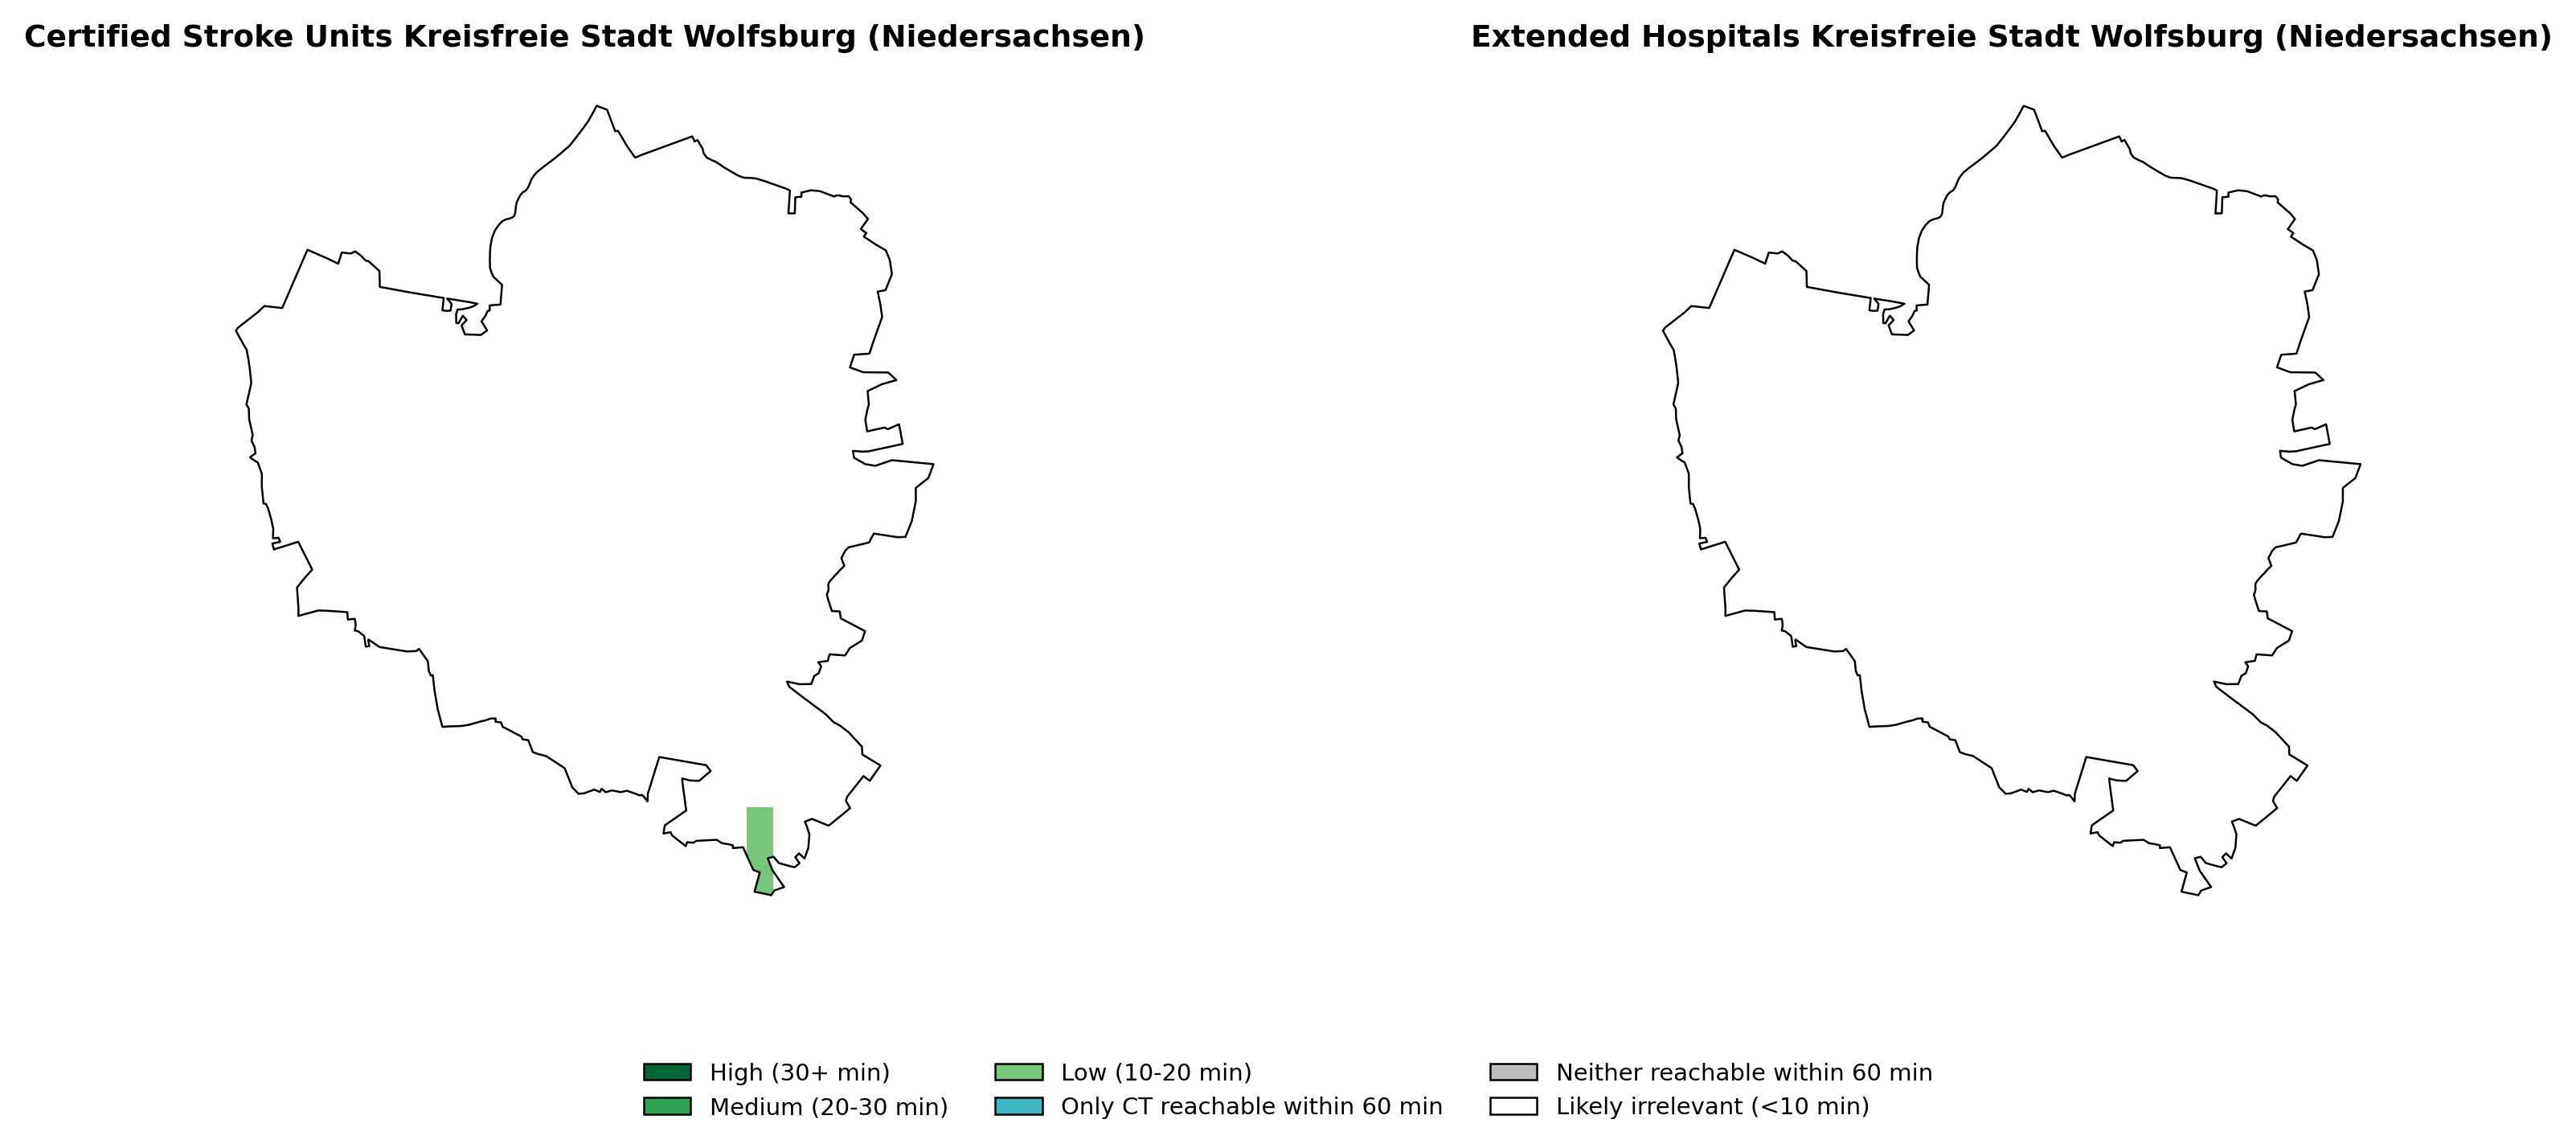 Certified Stroke Units Kreisfreie Stadt Wolfsburg (Niedersachsen)
Extended Hospitals Kreisfreie Stadt Wolfsburg (Niedersachsen)
High (30+ min)
Medium (20-30 min)
Low (10-20 min)
Only CT reachable within 60 min
Neither reachable within 60 min
Likely irrelevant (<10 min)